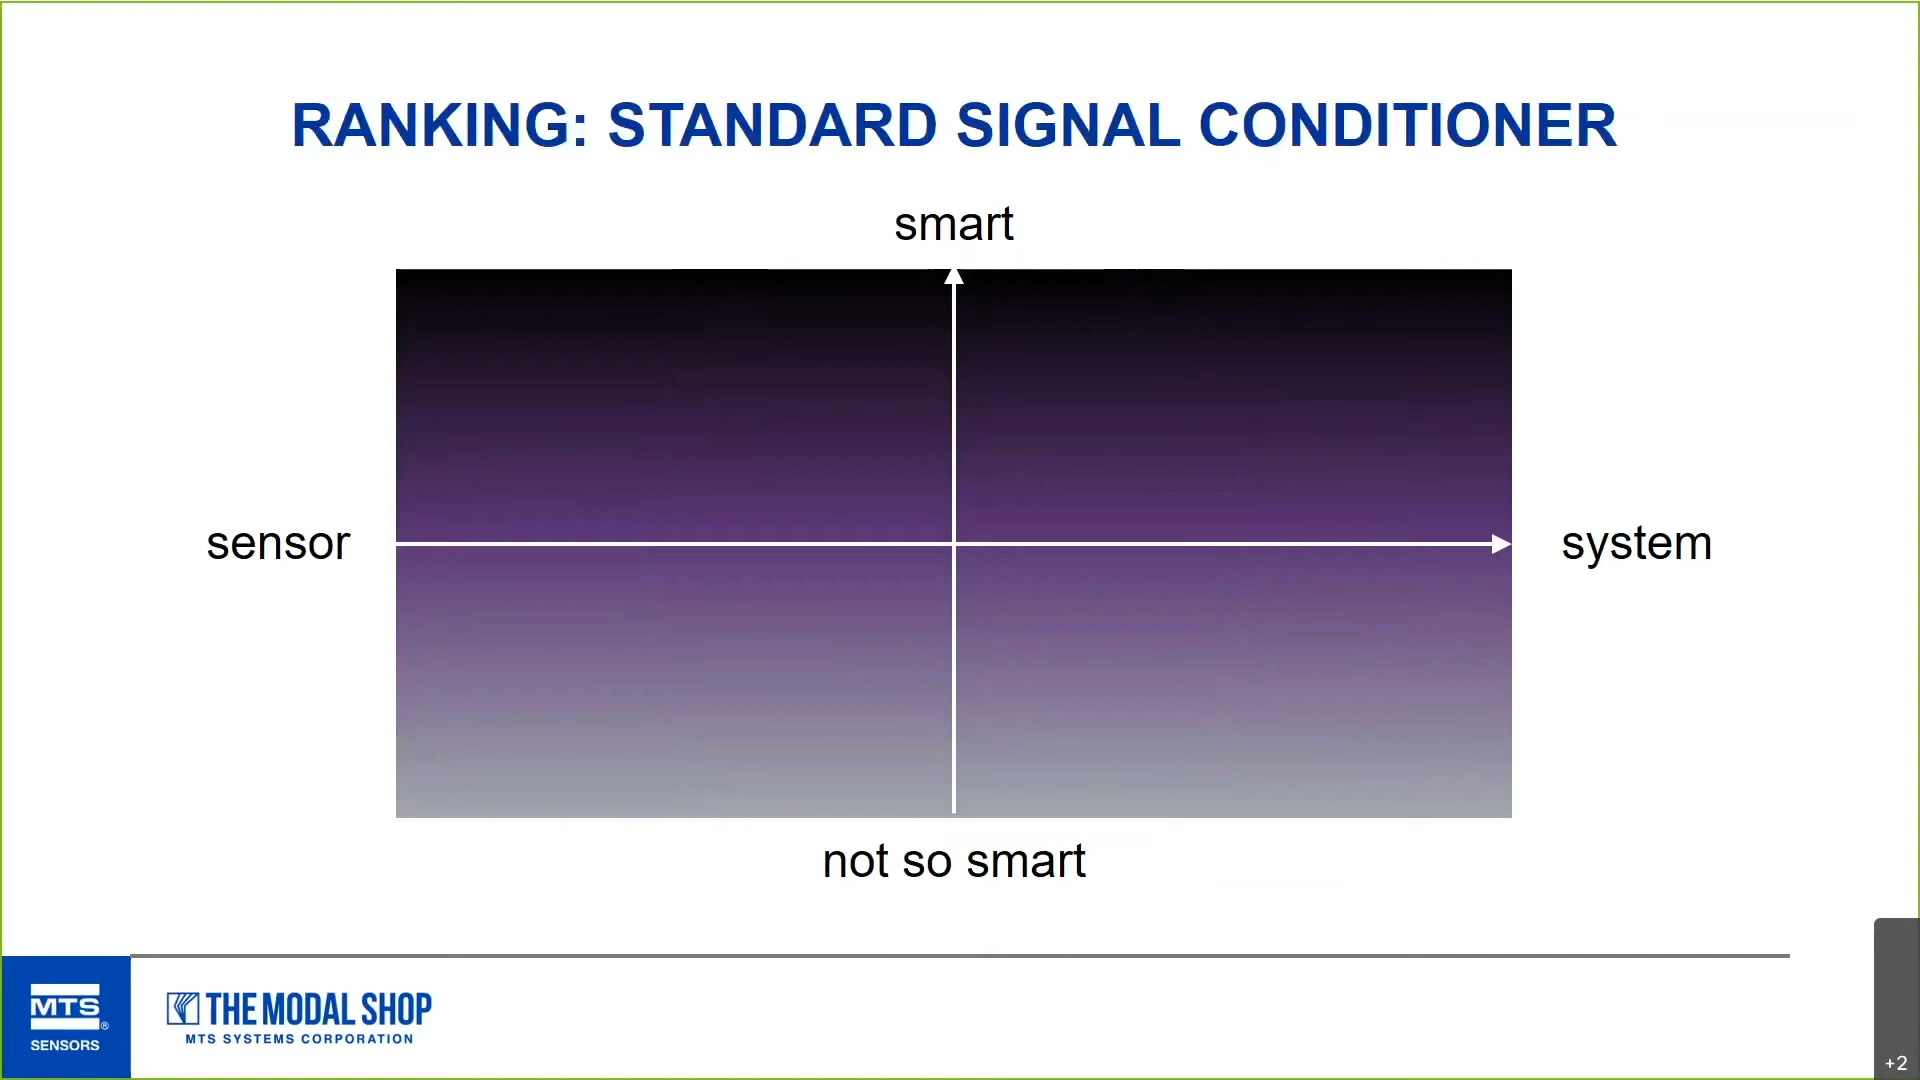 RANKING: STANDARD SIGNAL CONDITIONER
smart
sensor
system
not so smart
MTS®
SENSORS
THE MODAL SHOP
MTS SYSTEMS CORPORATION
+2